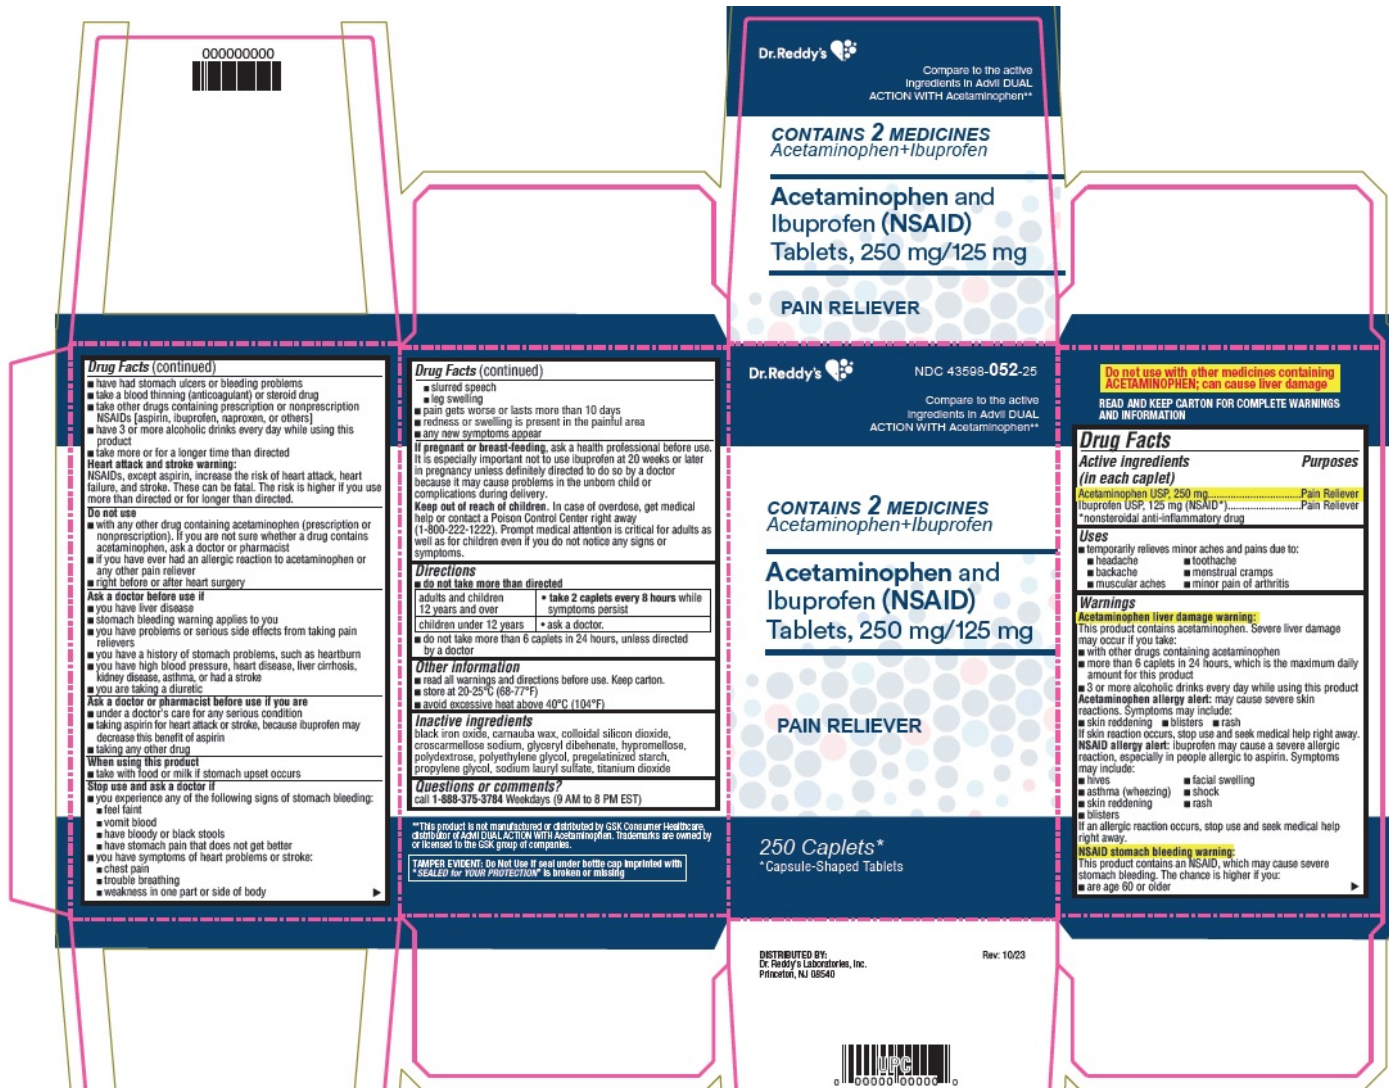 000000000
Dr.Reddy's
Compare to the active
Ingredients in Advil DUAL
ACTION WITH Acetaminophen**
CONTAINS 2 MEDICINES
Acetaminophen+Ibuprofen
Acetaminophen and
Ibuprofen (NSAID)
Tablets, 250 mg/125 mg
PAIN RELIEVER
Drug Facts (continued)
■ have had stomach ulcers or bleeding problems
■ take a blood thinning (anticoagulant) or steroid drug
■ take other drugs containing prescription or nonprescription
NSAIDs [aspirin, ibuprofen, naproxen, or others]
■ have 3 or more alcoholic drinks every day while using this
product
■ take more or for a longer time than directed
Heart attack and stroke warning:
NSAIDs, except aspirin, increase the risk of heart attack, heart
failure, and stroke. These can be fatal. The risk is higher if you use
more than directed or for longer than directed.
Do not use
■ with any other drug containing acetaminophen (prescription or
nonprescription). If you are not sure whether a drug contains
acetaminophen, ask a doctor or pharmacist
■ if you have ever had an allergic reaction to acetaminophen or
any other pain reliever
■ right before or after heart surgery
Ask a doctor before use if
■ you have liver disease
■ stomach bleeding warning applies to you
■ you have problems or serious side effects from taking pain
relievers
■ you have a history of stomach problems, such as heartburn
■ you have high blood pressure, heart disease, liver cirrhosis,
kidney disease, asthma, or had a stroke
■ you are taking a diuretic
Ask a doctor or pharmacist before use if you are
■ under a doctor's care for any serious condition
■ taking aspirin for heart attack or stroke, because ibuprofen may
decrease this benefit of aspirin
■ taking any other drug
When using this product
■ take with food or milk if stomach upset occurs
Stop use and ask a doctor if
■ you experience any of the following signs of stomach bleeding:
■ feel faint
■ vomit blood
■ have bloody or black stools
■ have stomach pain that does not get better
■ you have symptoms of heart problems or stroke:
■ chest pain
■ trouble breathing
■ weakness in one part or side of body
Drug Facts (continued)
■ slurred speech
■ leg swelling
■ pain gets worse or lasts more than 10 days
■ redness or swelling is present in the painful area
■ any new symptoms appear
If pregnant or breast-feeding, ask a health professional before use.
It is especially important not to use ibuprofen at 20 weeks or later
in pregnancy unless definitely directed to do so by a doctor
because it may cause problems in the unborn child or
complications during delivery.
Keep out of reach of children. In case of overdose, get medical
help or contact a Poison Control Center right away
(1-800-222-1222). Prompt medical attention is critical for adults as
well as for children even if you do not notice any signs or
symptoms.
Directions
■ do not take more than directed
adults and children
12 years and over
• take 2 caplets every 8 hours while
symptoms persist
children under 12 years
• ask a doctor.
■ do not take more than 6 caplets in 24 hours, unless directed
by a doctor
Other information
■ read all warnings and directions before use. Keep carton.
■ store at 20-25°C (68-77°F)
■ avoid excessive heat above 40°C (104°F)
Inactive ingredients
black iron oxide, carnauba wax, colloidal silicon dioxide,
croscarmellose sodium, glyceryl dibehenate, hypromellose,
polydextrose, polyethylene glycol, pregelatinized starch,
propylene glycol, sodium lauryl sulfate, titanium dioxide
Questions or comments?
call 1-888-375-3784 Weekdays (9 AM to 8 PM EST)
**This product is not manufactured or distributed by GSK Consumer Healthcare,
distributor of Advil DUAL ACTION WITH Acetaminophen. Trademarks are owned by
or licensed to the GSK group of companies.
TAMPER EVIDENT: Do Not Use if seal under bottle cap imprinted with
"SEALED for YOUR PROTECTION" is broken or missing
Dr.Reddy's
NDC 43598-052-25
Compare to the active
Ingredients in Advil DUAL
ACTION WITH Acetaminophen**
CONTAINS 2 MEDICINES
Acetaminophen+Ibuprofen
Acetaminophen and
Ibuprofen (NSAID)
Tablets, 250 mg/125 mg
PAIN RELIEVER
250 Caplets*
*Capsule-Shaped Tablets
DISTRIBUTED BY:
Dr. Reddy's Laboratories, Inc.
Princeton, NJ 08540
Rev: 10/23
UPC
0 00000 00000 0
Do not use with other medicines containing
ACETAMINOPHEN; can cause liver damage
READ AND KEEP CARTON FOR COMPLETE WARNINGS
AND INFORMATION
Drug Facts
Active ingredients Purposes
(in each caplet)
Acetaminophen USP, 250 mg..............................Pain Reliever
Ibuprofen USP, 125 mg (NSAID*)........................Pain Reliever
*nonsteroidal anti-inflammatory drug
Uses
■ temporarily relieves minor aches and pains due to:
■ headache ■ toothache
■ backache ■ menstrual cramps
■ muscular aches ■ minor pain of arthritis
Warnings
Acetaminophen liver damage warning:
This product contains acetaminophen. Severe liver damage
may occur if you take:
■ with other drugs containing acetaminophen
■ more than 6 caplets in 24 hours, which is the maximum daily
amount for this product
■ 3 or more alcoholic drinks every day while using this product
Acetaminophen allergy alert: may cause severe skin
reactions. Symptoms may include:
■ skin reddening ■ blisters ■ rash
If skin reaction occurs, stop use and seek medical help right away.
NSAID allergy alert: ibuprofen may cause a severe allergic
reaction, especially in people allergic to aspirin. Symptoms
may include:
■ hives ■ facial swelling
■ asthma (wheezing) ■ shock
■ skin reddening ■ rash
■ blisters
If an allergic reaction occurs, stop use and seek medical help
right away.
NSAID stomach bleeding warning:
This product contains an NSAID, which may cause severe
stomach bleeding. The chance is higher if you:
■ are age 60 or older